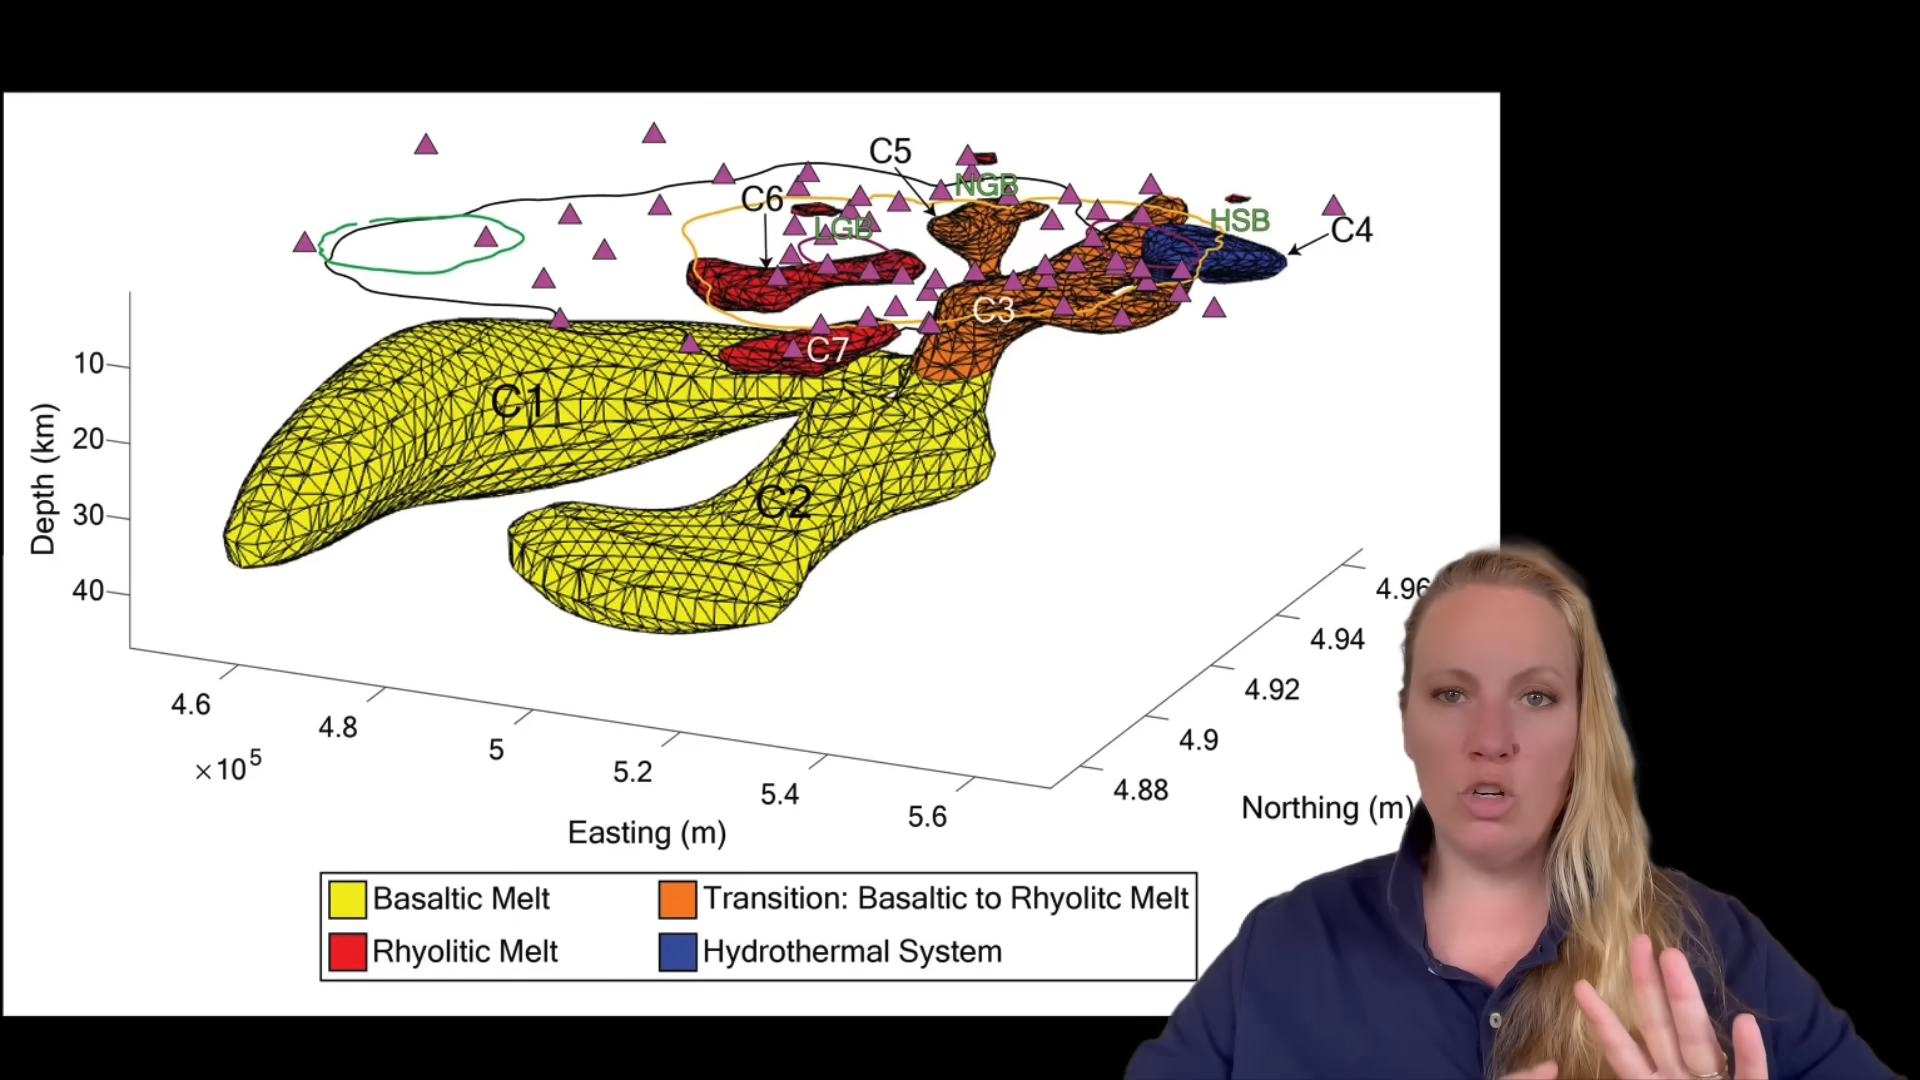 C5
NGB
C6
LGB
HSB
C4
C3
C7
C1
C2
10
20
30
40
Depth (km)
4.6
4.8
5
5.2
5.4
5.6
×10⁵
Easting (m)
4.88
4.9
4.92
4.94
4.96
Northing (m)
Basaltic Melt
Transition: Basaltic to Rhyolitc Melt
Rhyolitic Melt
Hydrothermal System